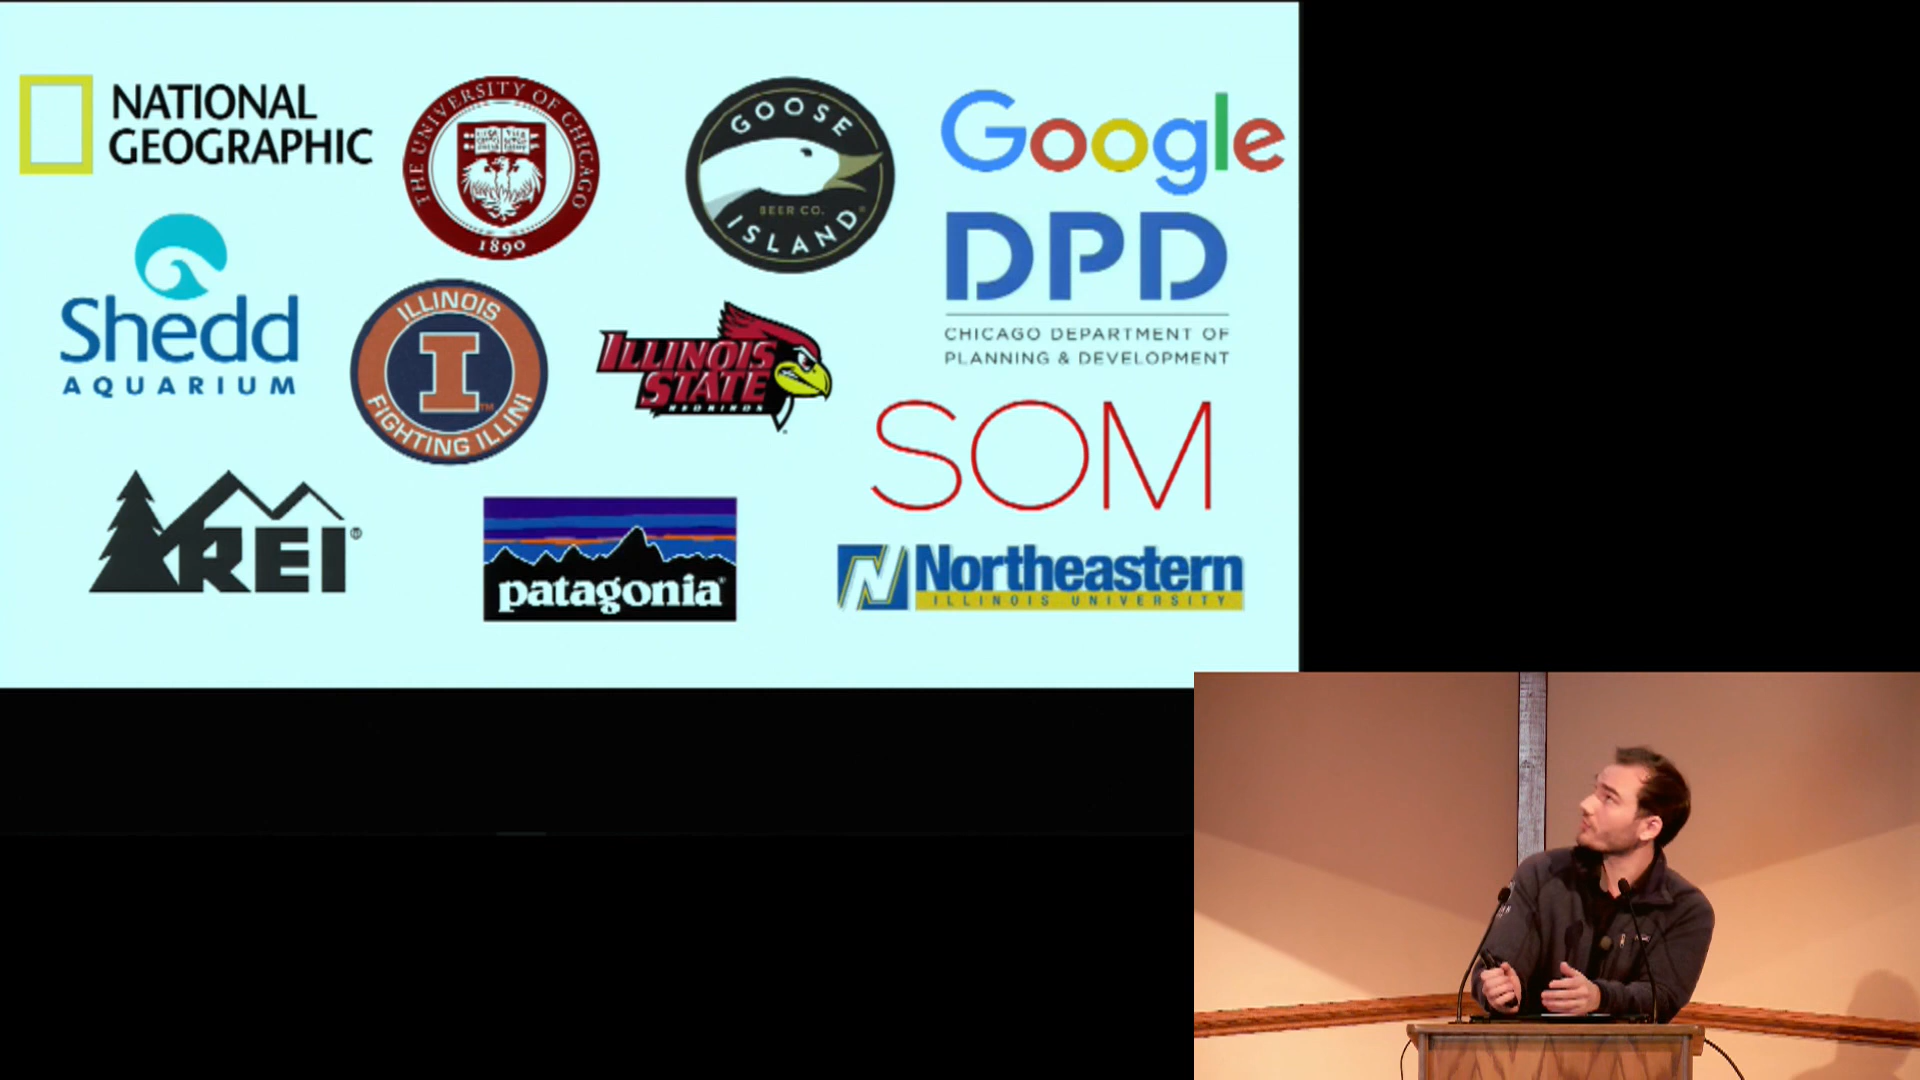 NATIONAL
GEOGRAPHIC
THE UNIVERSITY OF CHICAGO
1890
GOOSE
BEER CO.
ISLAND
Google
Shedd
AQUARIUM
ILLINOIS
I
FIGHTING ILLINI
ILLINOIS
STATE
REDBIRDS
DPD
CHICAGO DEPARTMENT OF
PLANNING & DEVELOPMENT
SOM
REI®
patagonia®
N Northeastern
ILLINOIS UNIVERSITY